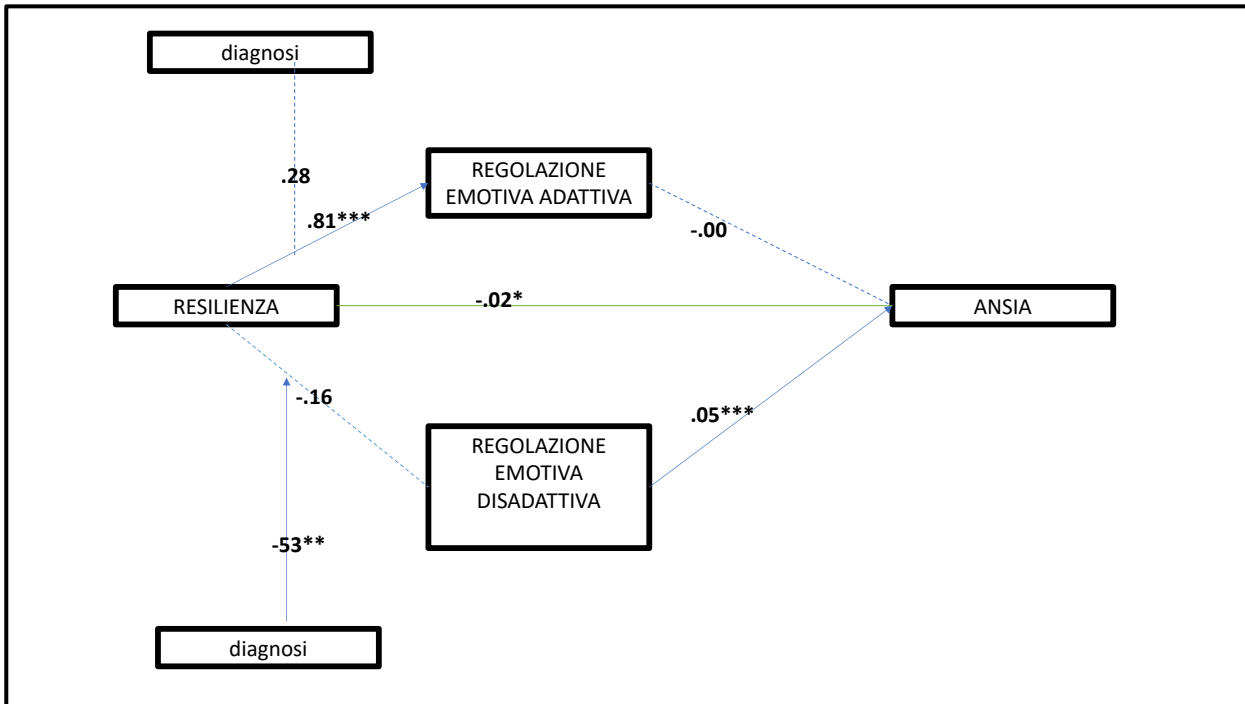 diagnosi
REGOLAZIONE
EMOTIVA ADATTIVA
.28
.81***
-.00
RESILIENZA
-.02*
ANSIA
-.16
.05***
REGOLAZIONE
EMOTIVA
DISADATTIVA
-53**
diagnosi